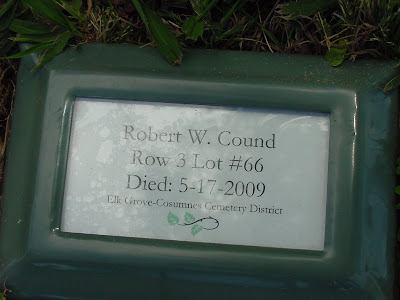 Robert W. Cound
Row 3 Lot #66
Died: 5-17-2009
Elk Grove-Cosumnes Cemetery District